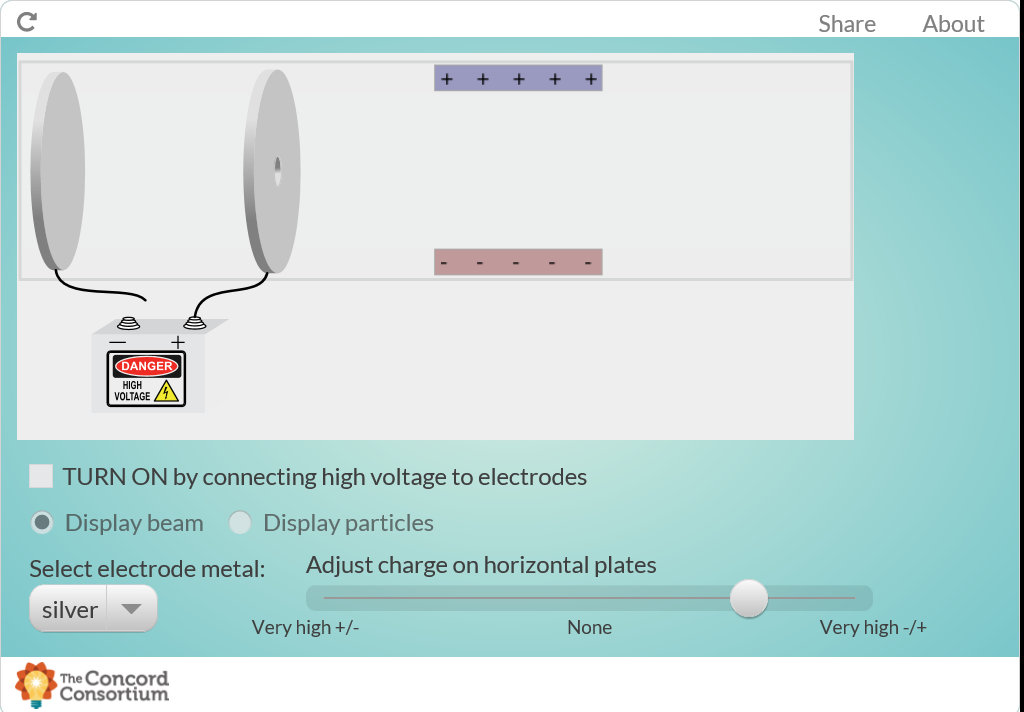 Share About
+ + + + +
- - - - -
— +
DANGER
HIGH
VOLTAGE
TURN ON by connecting high voltage to electrodes
Display beam Display particles
Select electrode metal: Adjust charge on horizontal plates
silver
Very high +/- None Very high -/+
The Concord
Consortium